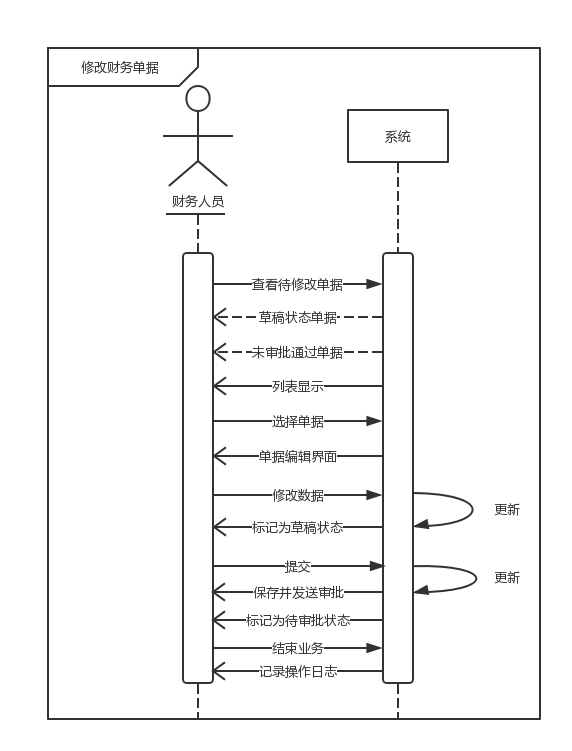 修改财务单据
系统
财务人员
查看待修改单据
草稿状态单据
未审批通过单据
列表显示
选择单据
单据编辑界面
修改数据
更新
标记为草稿状态
提交
更新
保存并发送审批
标记为待审批状态
结束业务
记录操作日志